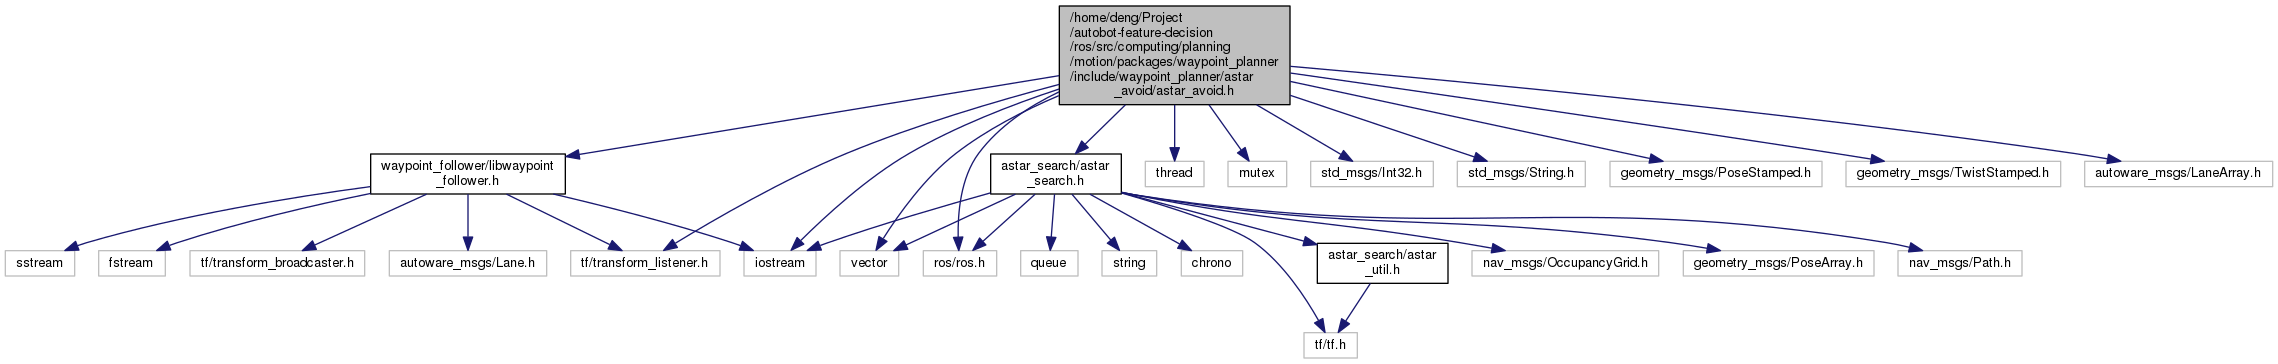 /home/deng/Project
/autobot-feature-decision
/ros/src/computing/planning
/motion/packages/waypoint_planner
/include/waypoint_planner/astar
_avoid/astar_avoid.h
waypoint_follower/libwaypoint
_follower.h
astar_search/astar
_search.h
thread
mutex
std_msgs/Int32.h
std_msgs/String.h
geometry_msgs/PoseStamped.h
geometry_msgs/TwistStamped.h
autoware_msgs/LaneArray.h
sstream
fstream
tf/transform_broadcaster.h
autoware_msgs/Lane.h
tf/transform_listener.h
iostream
vector
ros/ros.h
queue
string
chrono
astar_search/astar
_util.h
nav_msgs/OccupancyGrid.h
geometry_msgs/PoseArray.h
nav_msgs/Path.h
tf/tf.h